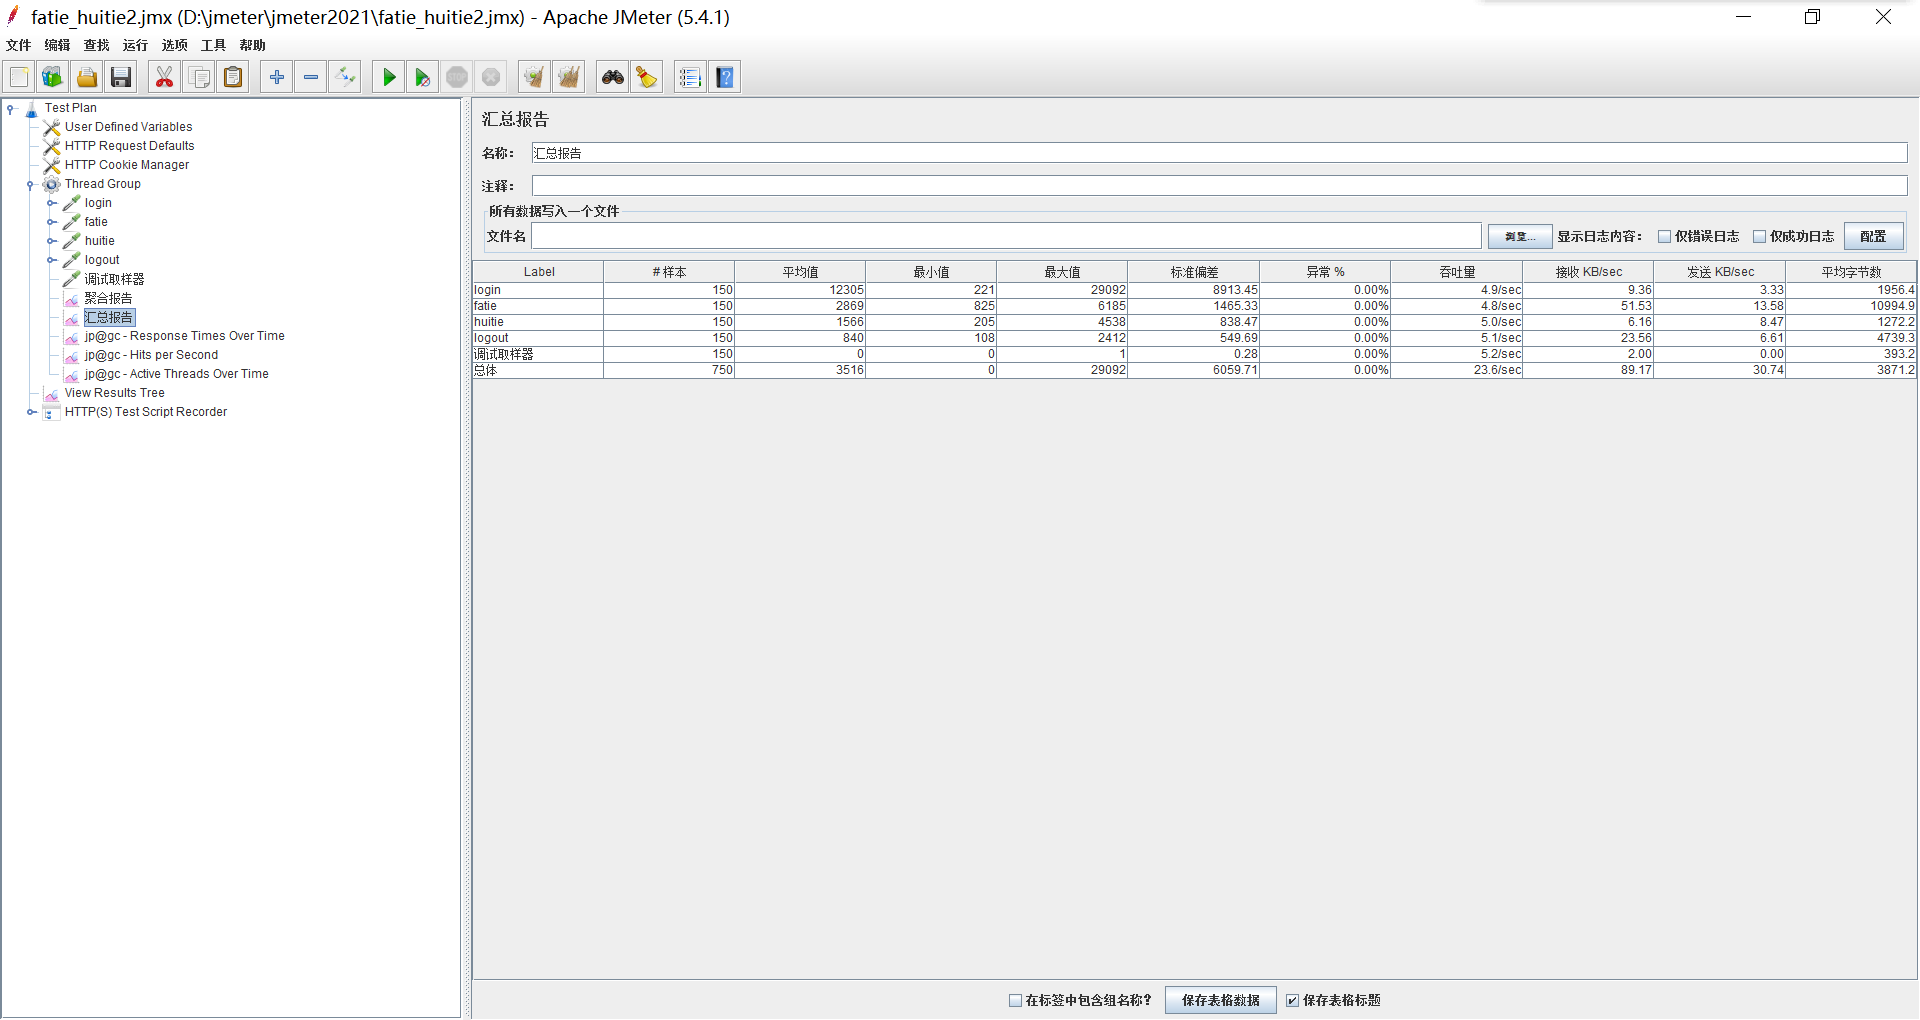 fatie_huitie2.jmx (D:\jmeter\jmeter2021\fatie_huitie2.jmx) - Apache JMeter (5.4.1)
文件 编辑 查找 运行 选项 工具 帮助
STOP
Test Plan
User Defined Variables
HTTP Request Defaults
HTTP Cookie Manager
Thread Group
login
fatie
huitie
logout
调试取样器
聚合报告
汇总报告
jp@gc - Response Times Over Time
jp@gc - Hits per Second
jp@gc - Active Threads Over Time
View Results Tree
HTTP(S) Test Script Recorder
汇总报告
名称： 汇总报告
注释：
所有数据写入一个文件
文件名 浏览... 显示日志内容： 仅错误日志 仅成功日志 配置
Label # 样本 平均值 最小值 最大值 标准偏差 异常 % 吞吐量 接收 KB/sec 发送 KB/sec 平均字节数
login 150 12305 221 29092 8913.45 0.00% 4.9/sec 9.36 3.33 1956.4
fatie 150 2869 825 6185 1465.33 0.00% 4.8/sec 51.53 13.58 10994.9
huitie 150 1566 205 4538 838.47 0.00% 5.0/sec 6.16 8.47 1272.2
logout 150 840 108 2412 549.69 0.00% 5.1/sec 23.56 6.61 4739.3
调试取样器 150 0 0 1 0.28 0.00% 5.2/sec 2.00 0.00 393.2
总体 750 3516 0 29092 6059.71 0.00% 23.6/sec 89.17 30.74 3871.2
在标签中包含组名称? 保存表格数据 保存表格标题